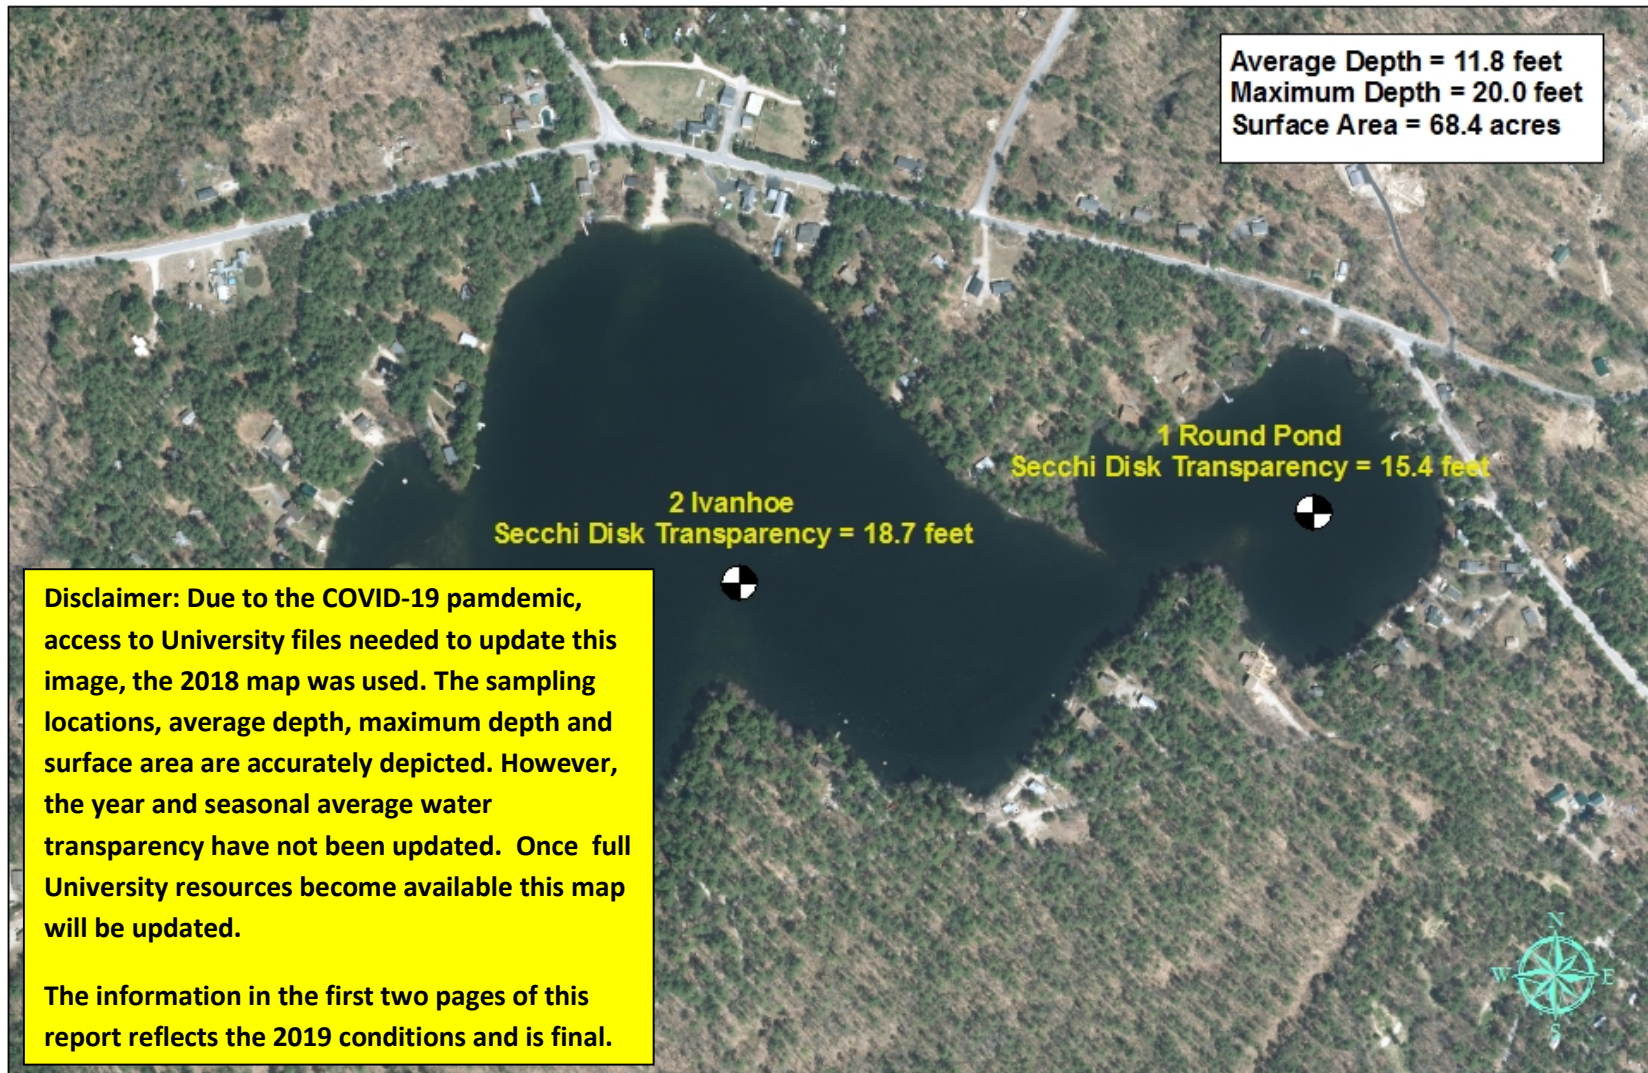 Average Depth = 11.8 feet
Maximum Depth = 20.0 feet
Surface Area = 68.4 acres
1 Round Pond
Secchi Disk Transparency = 15.4 feet
2 Ivanhoe
Secchi Disk Transparency = 18.7 feet
Disclaimer: Due to the COVID-19 pamdemic,
access to University files needed to update this
image, the 2018 map was used. The sampling
locations, average depth, maximum depth and
surface area are accurately depicted. However,
the year and seasonal average water
transparency have not been updated.  Once  full
University resources become available this map
will be updated.
The information in the first two pages of this
report reflects the 2019 conditions and is final.
N
W E
S